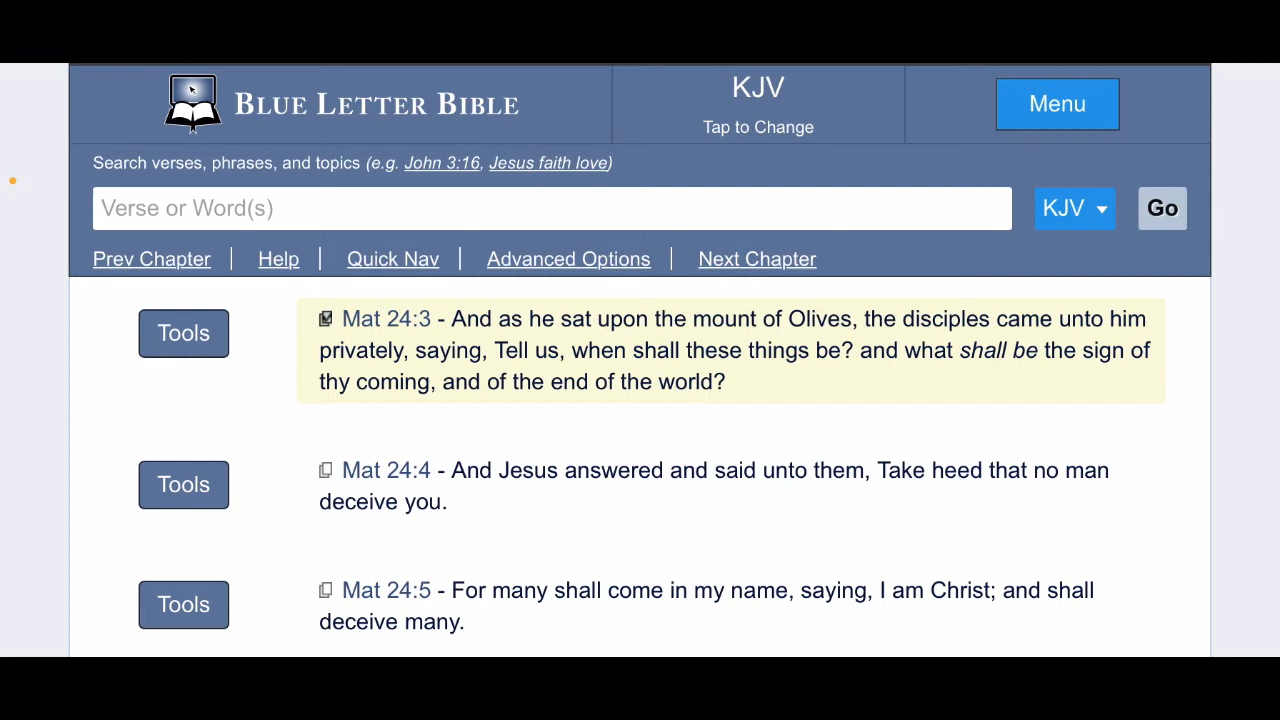 BLUE LETTER BIBLE
KJV
Tap to Change
Menu
Search verses, phrases, and topics (e.g. John 3:16, Jesus faith love)
Verse or Word(s)
KJV
Go
Prev Chapter
Help
Quick Nav
Advanced Options
Next Chapter
Tools
Mat 24:3 - And as he sat upon the mount of Olives, the disciples came unto him
privately, saying, Tell us, when shall these things be? and what shall be the sign of
thy coming, and of the end of the world?
Tools
Mat 24:4 - And Jesus answered and said unto them, Take heed that no man
deceive you.
Tools
Mat 24:5 - For many shall come in my name, saying, I am Christ; and shall
deceive many.